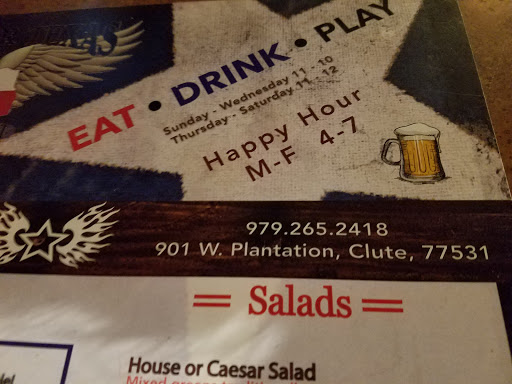 EAT • DRINK • PLAY
Sunday - Wednesday 11 - 10
Thursday - Saturday 11 - 12
Happy Hour
M-F 4-7
979.265.2418
901 W. Plantation, Clute, 77531
Salads
House or Caesar Salad